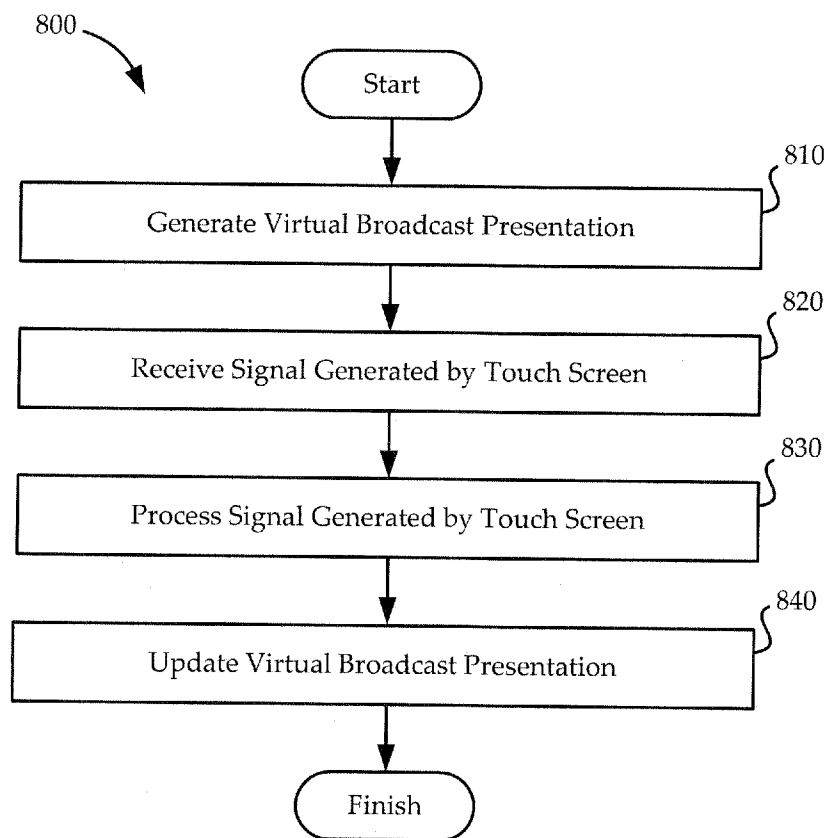 800
Start
810
Generate Virtual Broadcast Presentation
820
Receive Signal Generated by Touch Screen
830
Process Signal Generated by Touch Screen
840
Update Virtual Broadcast Presentation
Finish